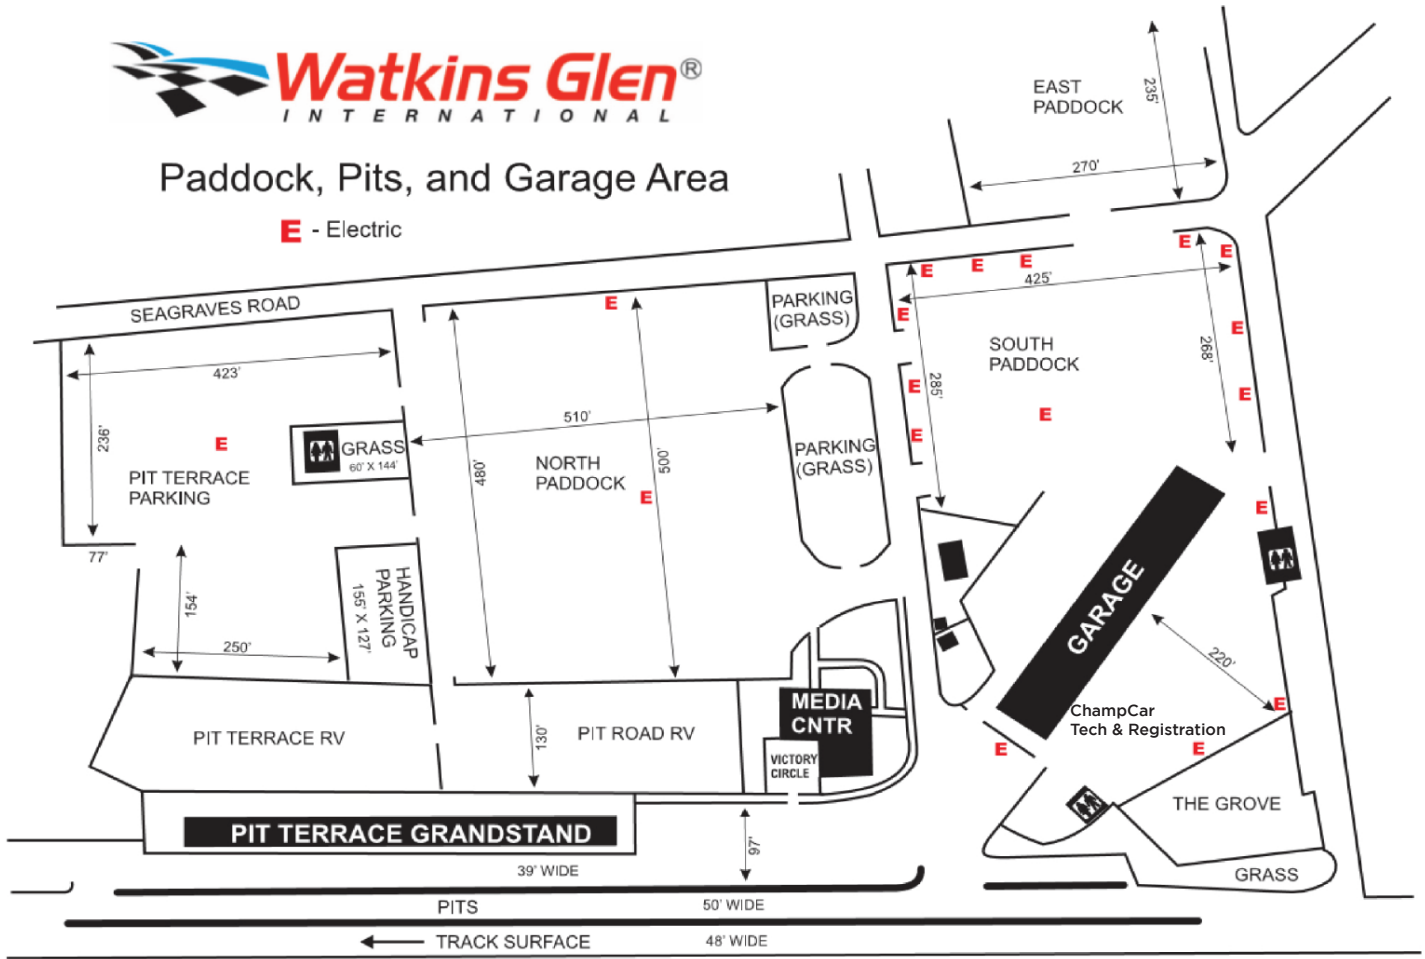 Watkins Glen®
INTERNATIONAL
Paddock, Pits, and Garage Area
E - Electric
EAST
PADDOCK
235'
270'
SEAGRAVES ROAD
E
PARKING
(GRASS)
E
E
E
E
E
425'
E
E
SOUTH
PADDOCK
268'
423'
236'
E
GRASS
60' X 144'
PIT TERRACE
PARKING
510'
480'
500'
NORTH
PADDOCK
E
PARKING
(GRASS)
E
285'
E
E
E
E
77'
154'
250'
HANDICAP
PARKING
155' X 127'
GARAGE
220'
E
PIT TERRACE RV
130'
PIT ROAD RV
MEDIA
CNTR
VICTORY
CIRCLE
E
ChampCar
Tech & Registration
E
E
THE GROVE
GRASS
PIT TERRACE GRANDSTAND
97'
39' WIDE
PITS
50' WIDE
TRACK SURFACE
48' WIDE